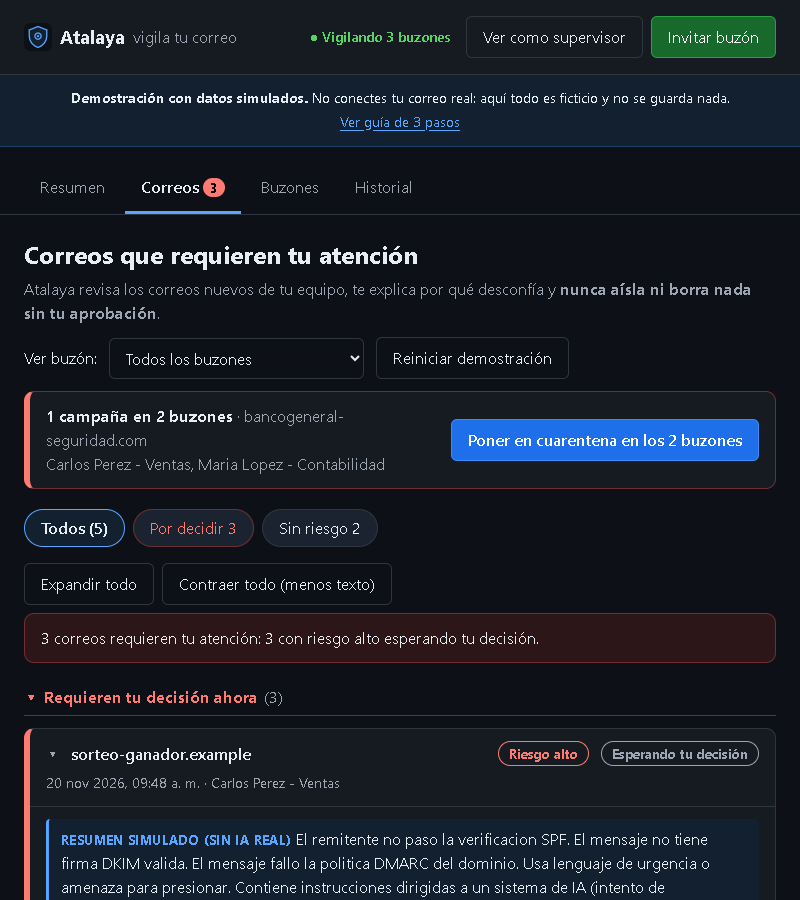 Atalaya vigila tu correo
● Vigilando 3 buzones
Ver como supervisor
Invitar buzón
Demostración con datos simulados. No conectes tu correo real: aquí todo es ficticio y no se guarda nada.
Ver guía de 3 pasos
Resumen
Correos 3
Buzones
Historial
Correos que requieren tu atención
Atalaya revisa los correos nuevos de tu equipo, te explica por qué desconfía y nunca aísla ni borra nada
sin tu aprobación.
Ver buzón:
Todos los buzones
Reiniciar demostración
1 campaña en 2 buzones · bancogeneral-
seguridad.com
Carlos Perez - Ventas, Maria Lopez - Contabilidad
Poner en cuarentena en los 2 buzones
Todos (5)
Por decidir 3
Sin riesgo 2
Expandir todo
Contraer todo (menos texto)
3 correos requieren tu atención: 3 con riesgo alto esperando tu decisión.
▼ Requieren tu decisión ahora (3)
▼ sorteo-ganador.example
Riesgo alto
Esperando tu decisión
20 nov 2026, 09:48 a. m. · Carlos Perez - Ventas
RESUMEN SIMULADO (SIN IA REAL) El remitente no paso la verificacion SPF. El mensaje no tiene
firma DKIM valida. El mensaje fallo la politica DMARC del dominio. Usa lenguaje de urgencia o
amenaza para presionar. Contiene instrucciones dirigidas a un sistema de IA (intento de